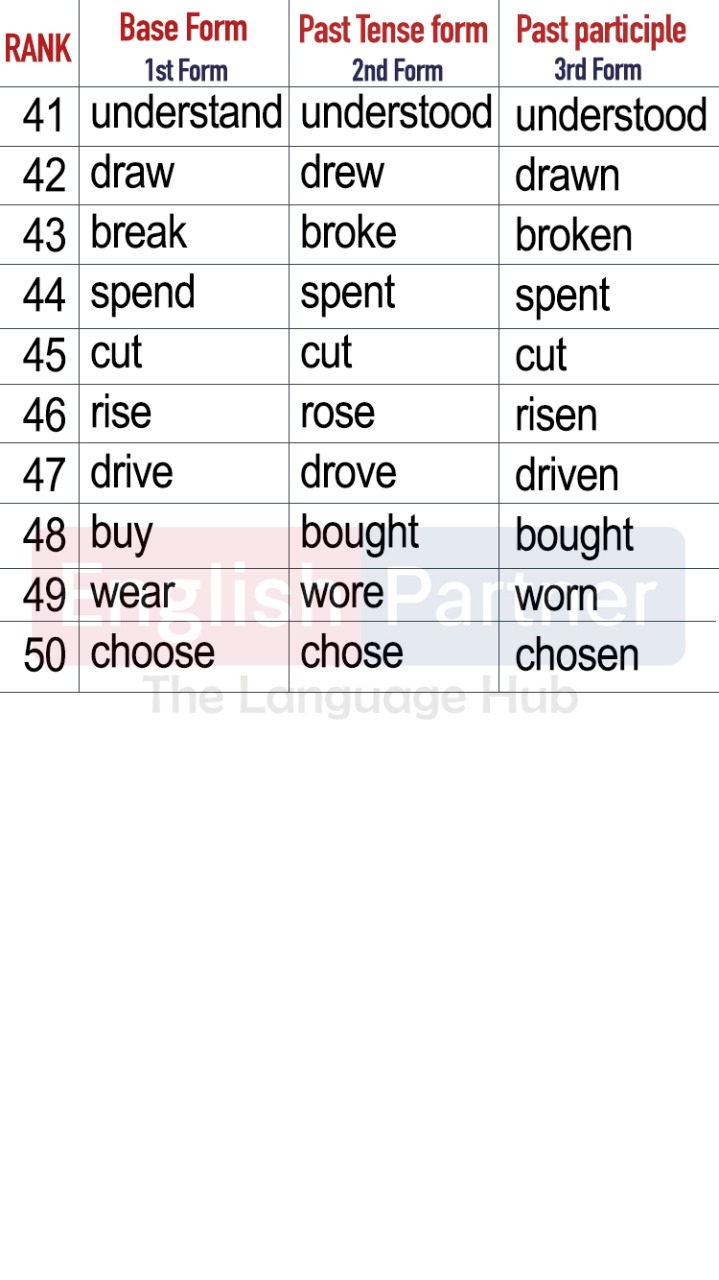 RANK Base Form Past Tense form Past participle
1st Form 2nd Form 3rd Form
41 understand understood understood
42 draw drew drawn
43 break broke broken
44 spend spent spent
45 cut cut cut
46 rise rose risen
47 drive drove driven
48 buy bought bought
49 wear wore worn
English Partner
50 choose chose chosen
The Language Hub